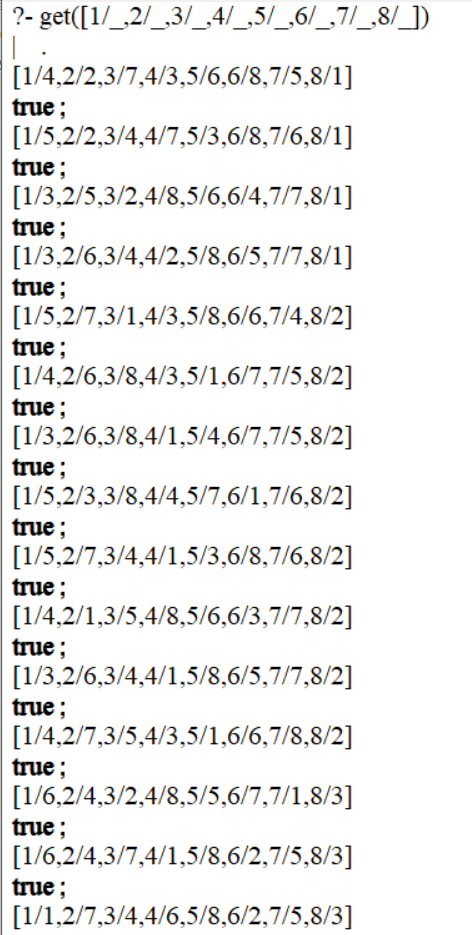 ?- get([1/_,2/_,3/_,4/_,5/_,6/_,7/_,8/_])
| .
[1/4,2/2,3/7,4/3,5/6,6/8,7/5,8/1]
true ;
[1/5,2/2,3/4,4/7,5/3,6/8,7/6,8/1]
true ;
[1/3,2/5,3/2,4/8,5/6,6/4,7/7,8/1]
true ;
[1/3,2/6,3/4,4/2,5/8,6/5,7/7,8/1]
true ;
[1/5,2/7,3/1,4/3,5/8,6/6,7/4,8/2]
true ;
[1/4,2/6,3/8,4/3,5/1,6/7,7/5,8/2]
true ;
[1/3,2/6,3/8,4/1,5/4,6/7,7/5,8/2]
true ;
[1/5,2/3,3/8,4/4,5/7,6/1,7/6,8/2]
true ;
[1/5,2/7,3/4,4/1,5/3,6/8,7/6,8/2]
true ;
[1/4,2/1,3/5,4/8,5/6,6/3,7/7,8/2]
true ;
[1/3,2/6,3/4,4/1,5/8,6/5,7/7,8/2]
true ;
[1/4,2/7,3/5,4/3,5/1,6/6,7/8,8/2]
true ;
[1/6,2/4,3/2,4/8,5/5,6/7,7/1,8/3]
true ;
[1/6,2/4,3/7,4/1,5/8,6/2,7/5,8/3]
true ;
[1/1,2/7,3/4,4/6,5/8,6/2,7/5,8/3]